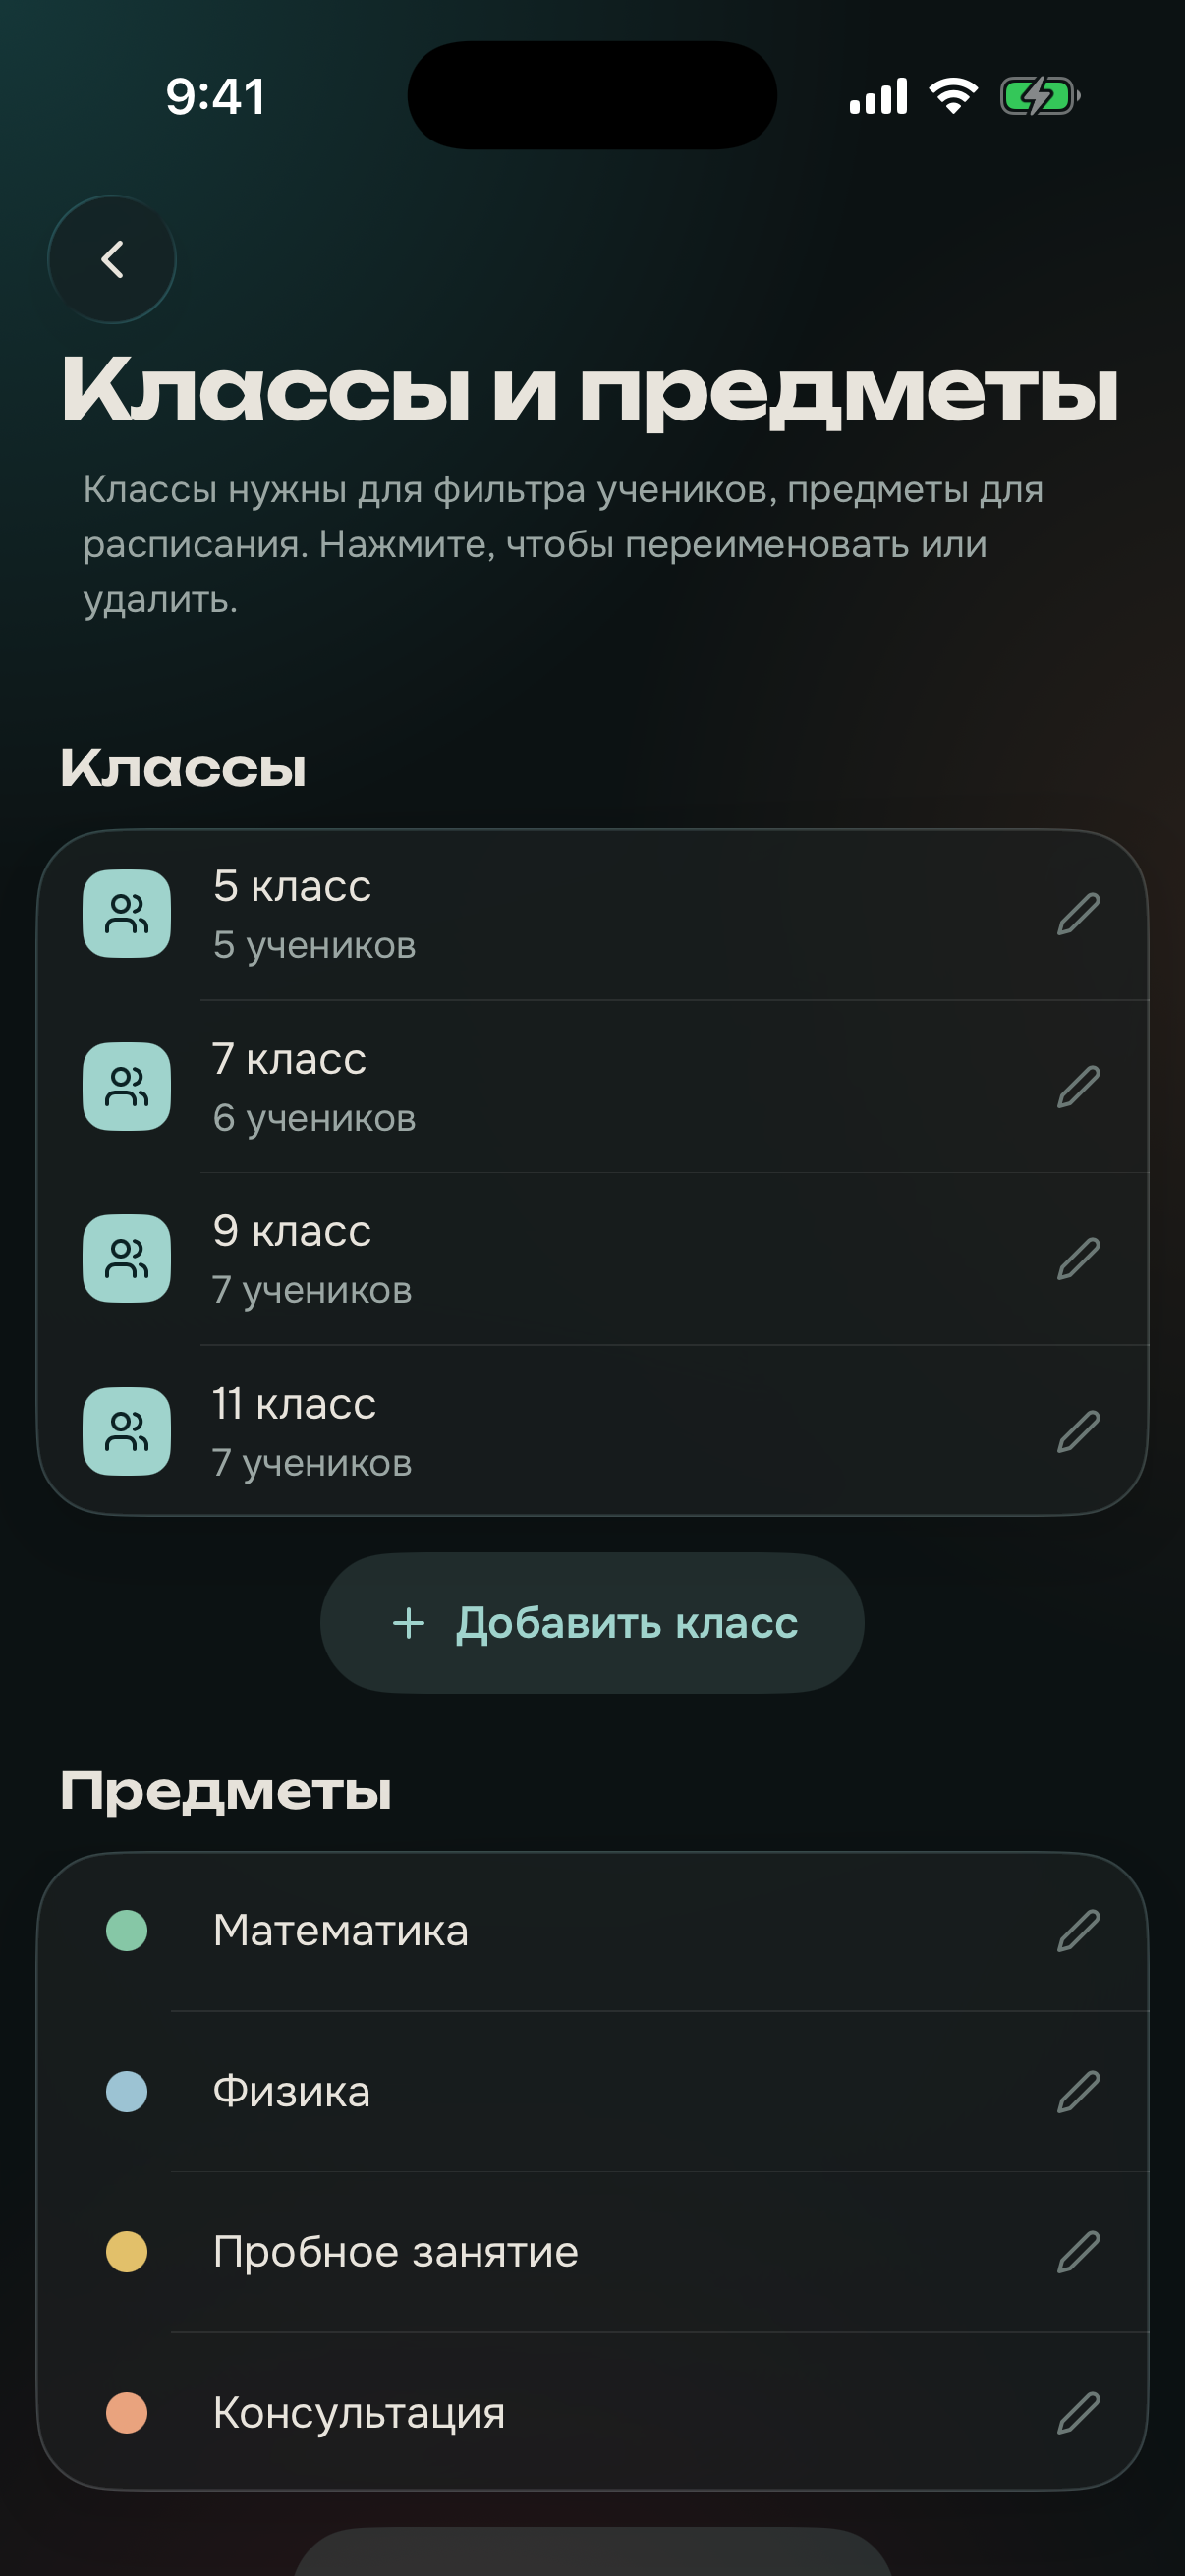 9:41
Классы и предметы
Классы нужны для фильтра учеников, предметы для
расписания. Нажмите, чтобы переименовать или
удалить.
Классы
5 класс
5 учеников
7 класс
6 учеников
9 класс
7 учеников
11 класс
7 учеников
+ Добавить класс
Предметы
Математика
Физика
Пробное занятие
Консультация